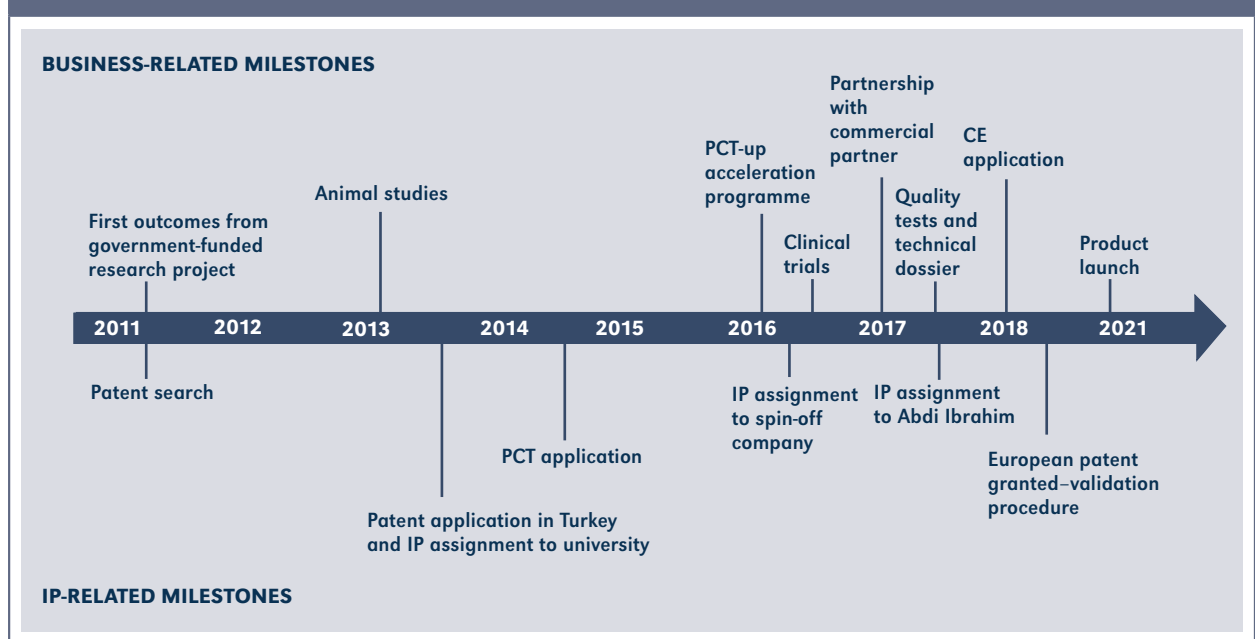 BUSINESS-RELATED MILESTONES
First outcomes from
government-funded
research project
Animal studies
PCT-up
acceleration
programme
Clinical
trials
Partnership
with
commercial
partner
Quality
tests and
technical
dossier
CE
application
Product
launch
2011 2012 2013 2014 2015 2016 2017 2018 2021
Patent search
Patent application in Turkey
and IP assignment to university
PCT application
IP assignment
to spin-off
company
IP assignment
to Abdi Ibrahim
European patent
granted–validation
procedure
IP-RELATED MILESTONES